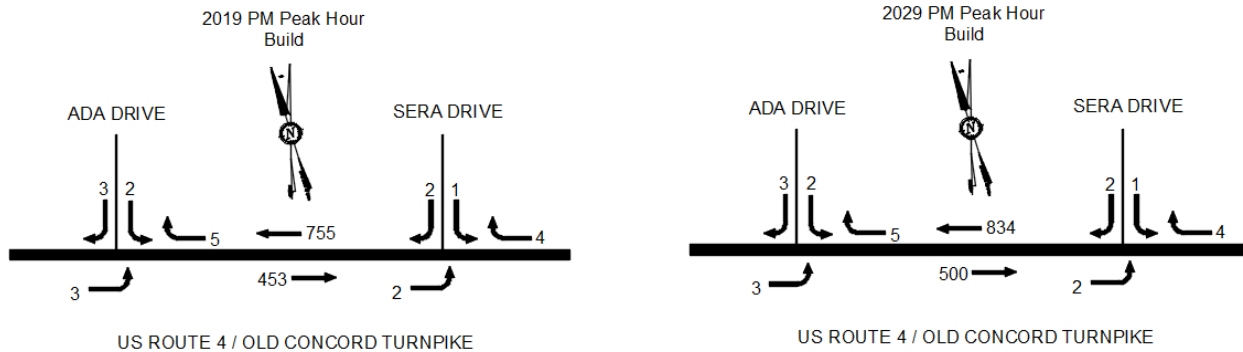 2019 PM Peak Hour
Build
N
ADA DRIVE
SERA DRIVE
3 2
2 1
5
755
4
3
453
2
US ROUTE 4 / OLD CONCORD TURNPIKE
2029 PM Peak Hour
Build
N
ADA DRIVE
SERA DRIVE
3 2
2 1
5
834
4
3
500
2
US ROUTE 4 / OLD CONCORD TURNPIKE